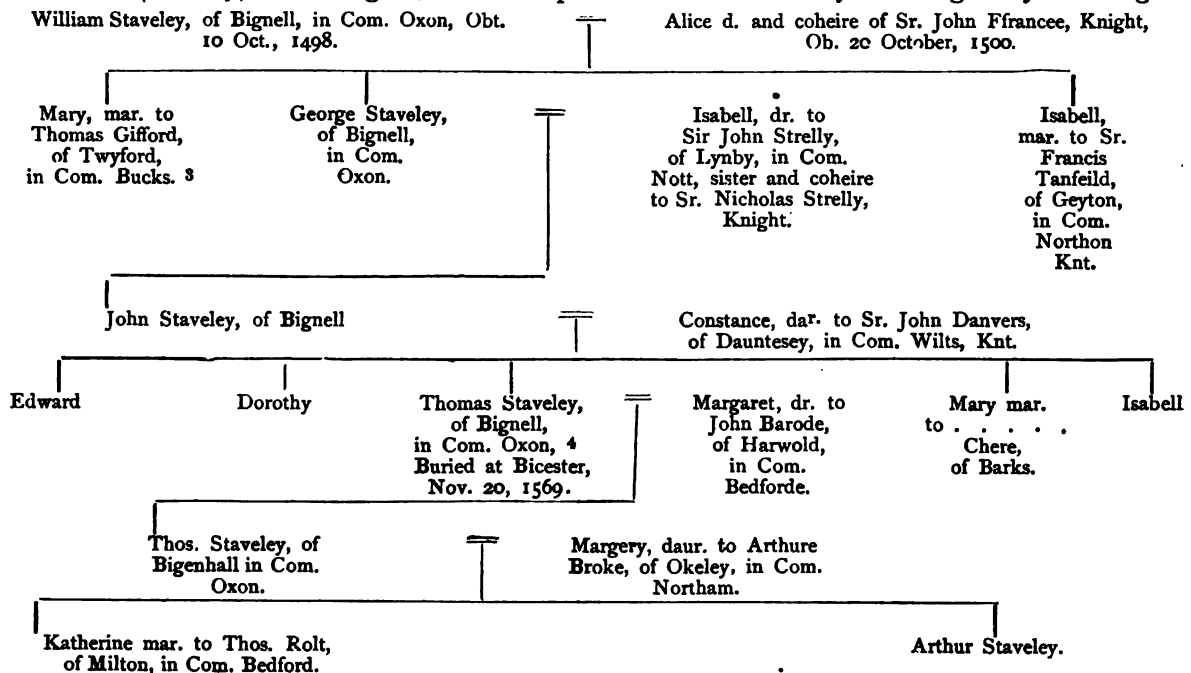 William Staveley, of Bignell, in Com. Oxon, Obt.
10 Oct., 1498.
Alice d. and coheire of Sr. John Ffrancee, Knight,
Ob. 20 October, 1500.
Mary, mar. to
Thomas Gifford,
of Twyford,
in Com. Bucks. 3
George Staveley,
of Bignell,
in Com.
Oxon.
Isabell, dr. to
Sir John Strelly,
of Lynby, in Com.
Nott, sister and coheire
to Sr. Nicholas Strelly,
Knight.
Isabell,
mar. to Sr.
Francis
Tanfeild,
of Geyton,
in Com.
Northon
Knt.
John Staveley, of Bignell
Constance, dar. to Sr. John Danvers,
of Dauntesey, in Com. Wilts, Knt.
Edward
Dorothy
Thomas Staveley,
of Bignell,
in Com. Oxon, 4
Buried at Bicester,
Nov. 20, 1569.
Margaret, dr. to
John Barode,
of Harwold,
in Com.
Bedforde.
Mary mar.
to . . . . .
Chere,
of Barks.
Isabell
Thos. Staveley, of
Bigenhall in Com.
Oxon.
Margery, daur. to Arthure
Broke, of Okeley, in Com.
Northam.
Katherine mar. to Thos. Rolt,
of Milton, in Com. Bedford.
Arthur Staveley.